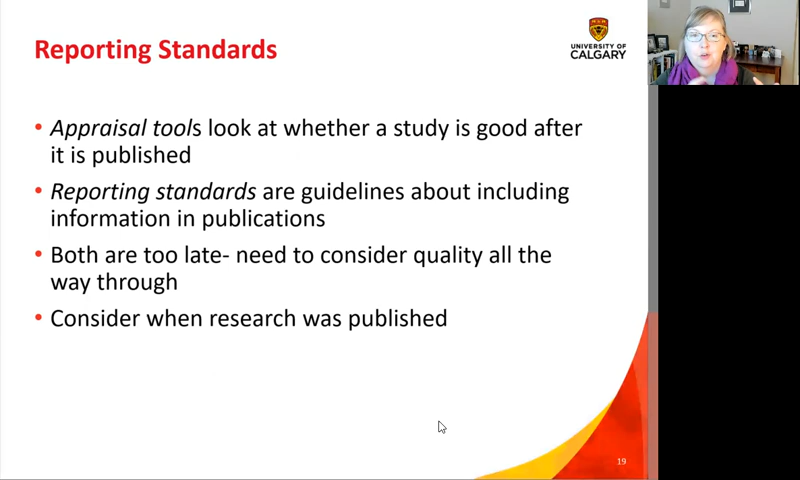 Reporting Standards
UNIVERSITY OF
CALGARY
• Appraisal tools look at whether a study is good after
it is published
• Reporting standards are guidelines about including
information in publications
• Both are too late- need to consider quality all the
way through
• Consider when research was published
19